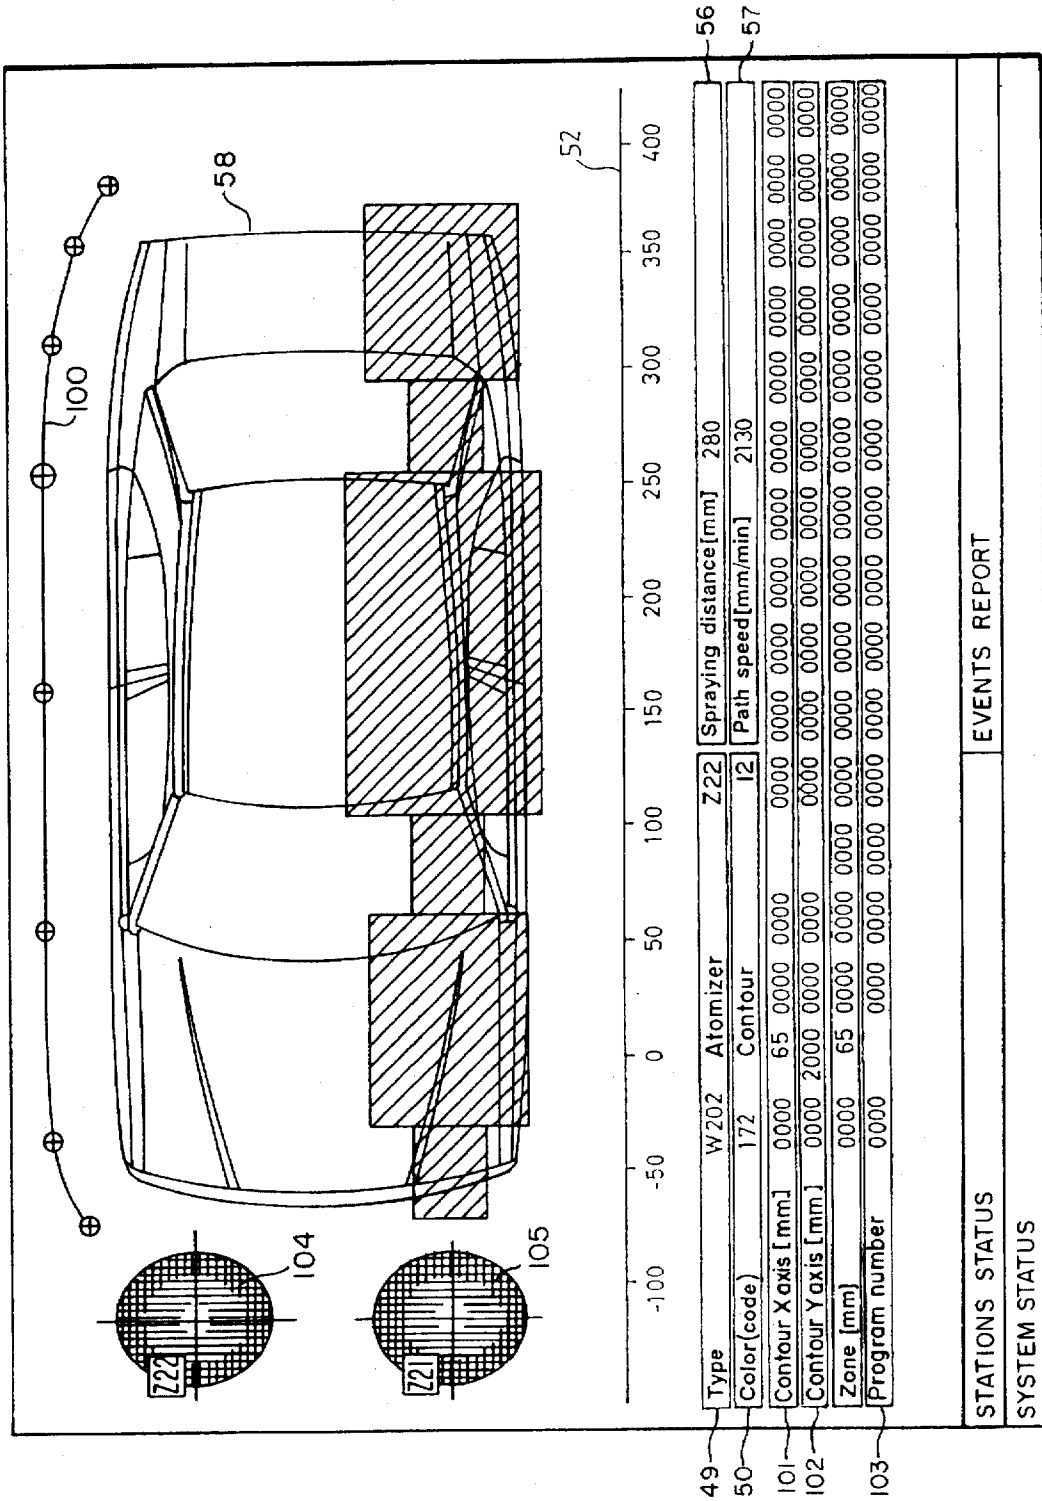 100
58
Z22
104
Z21
105
52
-100 -50 0 50 100 150 200 250 300 350 400
49 Type W202 Atomizer Z22 Spraying distance[mm] 280 56
50 Color(code) 172 Contour 12 Path speed[mm/min] 2130 57
101 Contour X axis [mm] 0000 65 0000 0000 0000 0000 0000 0000 0000 0000 0000 0000 0000 0000 0000
102 Contour Y axis [mm] 0000 2000 0000 0000 0000 0000 0000 0000 0000 0000 0000 0000 0000 0000 0000
Zone [mm] 0000 65 0000 0000 0000 0000 0000 0000 0000 0000 0000 0000 0000 0000 0000 0000
103 Program number 0000 0000 0000 0000 0000 0000 0000 0000 0000 0000 0000 0000 0000 0000 0000
STATIONS STATUS EVENTS REPORT
SYSTEM STATUS